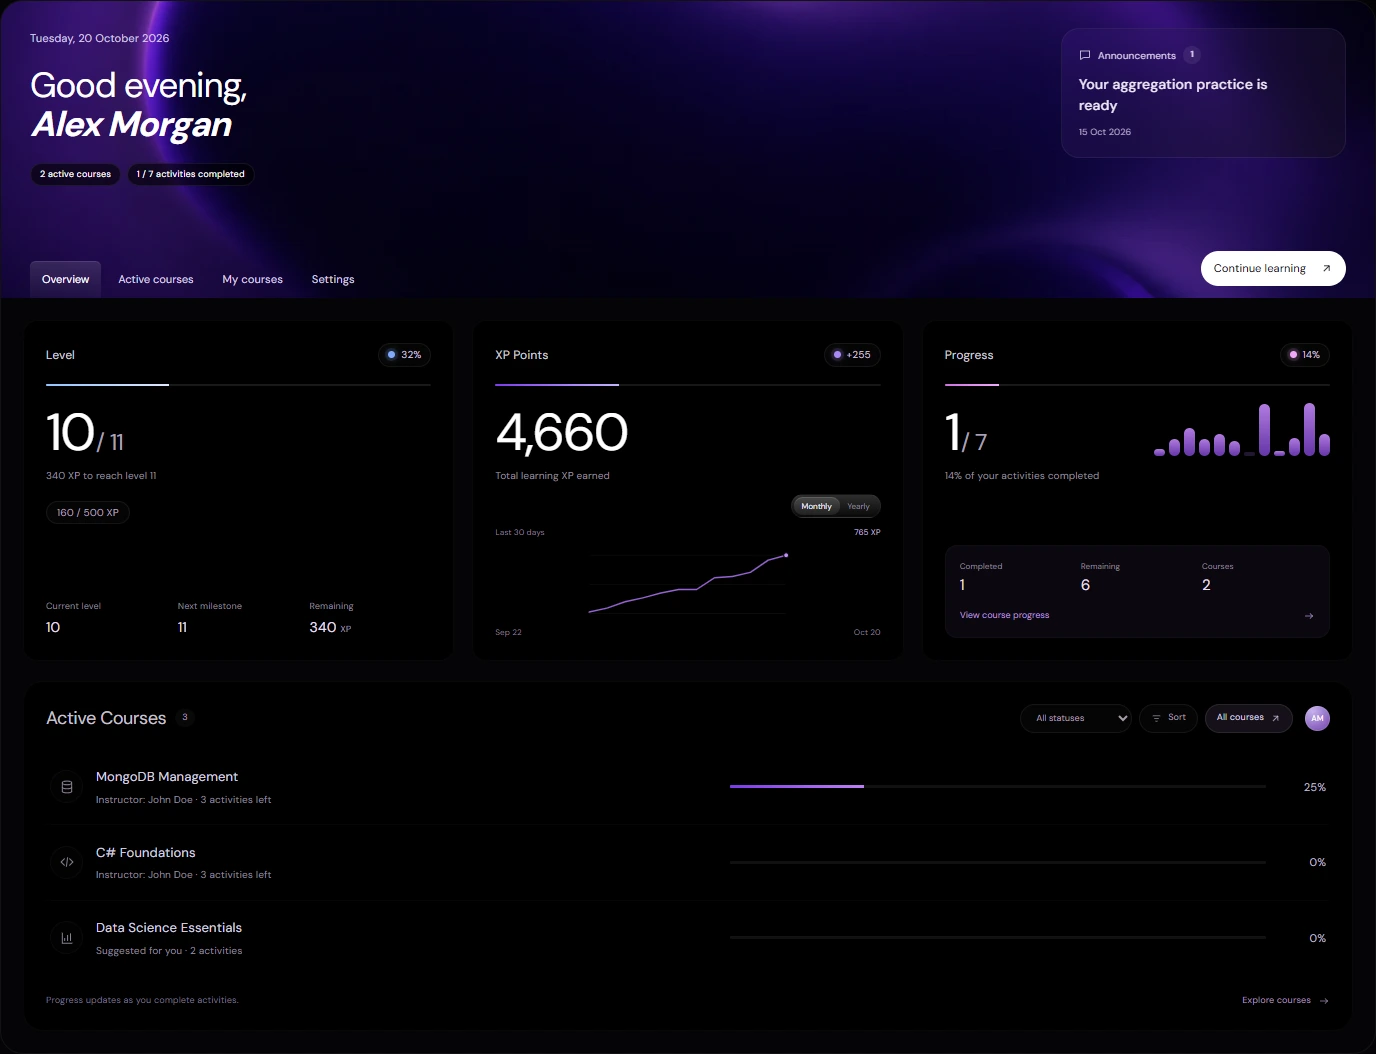 Tuesday, 20 October 2026
Good evening,
Alex Morgan
2 active courses
1 / 7 activities completed
Announcements 1
Your aggregation practice is
ready
15 Oct 2026
Overview
Active courses
My courses
Settings
Continue learning
Level
32%
10 / 11
340 XP to reach level 11
160 / 500 XP
Current level
Next milestone
Remaining
10
11
340 XP
XP Points
+255
4,660
Total learning XP earned
Monthly
Yearly
Last 30 days
765 XP
Sep 22
Oct 20
Progress
14%
1 / 7
14% of your activities completed
Completed
Remaining
Courses
1
6
2
View course progress
Active Courses 3
All statuses
Sort
All courses
AM
MongoDB Management
Instructor: John Doe · 3 activities left
25%
C# Foundations
Instructor: John Doe · 3 activities left
0%
Data Science Essentials
Suggested for you · 2 activities
0%
Progress updates as you complete activities.
Explore courses